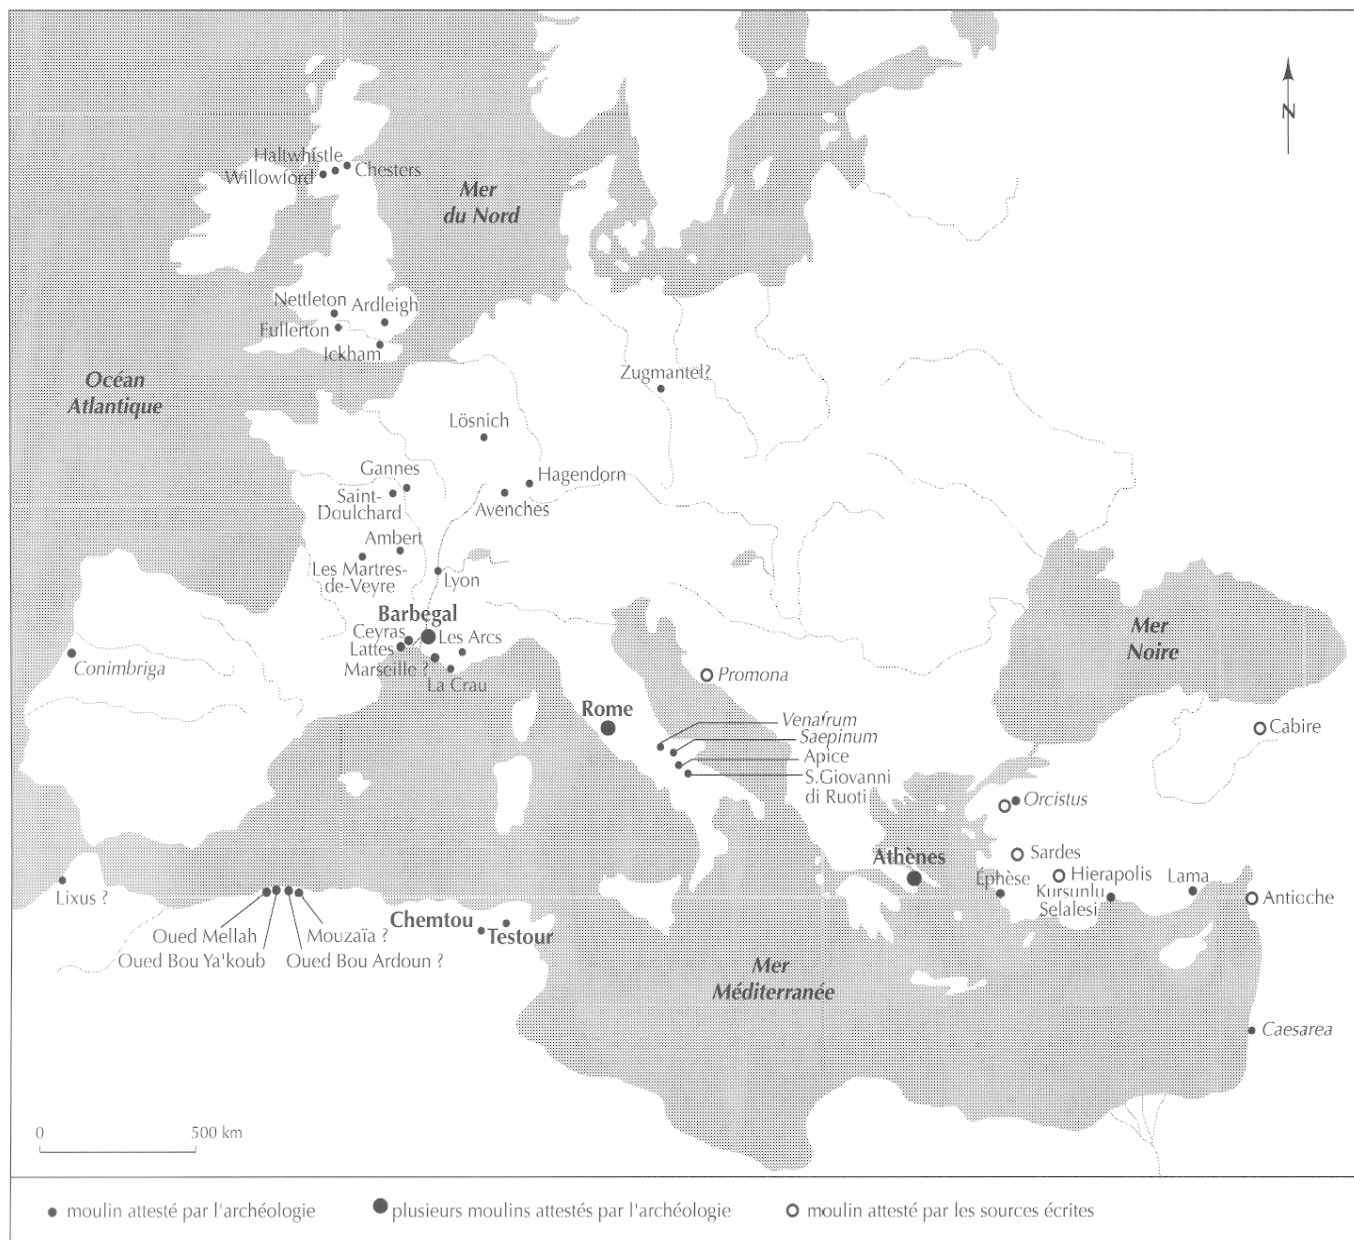 N
Haltwhistle
Willowford
Chesters
Mer
du Nord
Nettleton
Ardleigh
Fullerton
Ickham
Océan
Atlantique
Zugmantel?
Lösnich
Gannes
Hagendorn
Saint-
Doulchard
Avenches
Ambert
Les Martres-
de-Veyre
Lyon
Barbegal
Ceyras
Les Arcs
Lattes
Marseille ?
La Crau
Conimbriga
Mer
Noire
Promona
Rome
Venafrum
Saepinum
Apice
S.Giovanni
di Ruoti
Cabire
Orcistus
Athènes
Sardes
Éphèse
Hierapolis
Kursunlu
Selalesi
Lama
Antioche
Lixus ?
Chemtou
Testour
Oued Mellah
Mouzaïa ?
Oued Bou Ya'koub
Oued Bou Ardoun ?
Mer
Méditerranée
Caesarea
0
500 km
moulin attesté par l'archéologie
plusieurs moulins attestés par l'archéologie
moulin attesté par les sources écrites